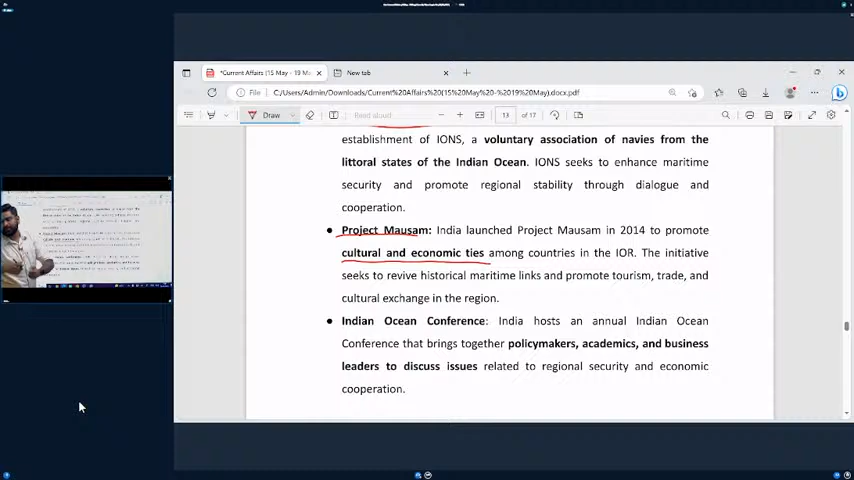 *Current Affairs (15 May - 19 Ma
New tab
File
C:/Users/Admin/Downloads/Current%20Affairs%20(15%20May%20-%2019%20May).docx.pdf
Draw
Read aloud
13
of 17
establishment of IONS, a voluntary association of navies from the
littoral states of the Indian Ocean. IONS seeks to enhance maritime
security and promote regional stability through dialogue and
cooperation.
● Project Mausam: India launched Project Mausam in 2014 to promote
cultural and economic ties among countries in the IOR. The initiative
seeks to revive historical maritime links and promote tourism, trade, and
cultural exchange in the region.
● Indian Ocean Conference: India hosts an annual Indian Ocean
Conference that brings together policymakers, academics, and business
leaders to discuss issues related to regional security and economic
cooperation.